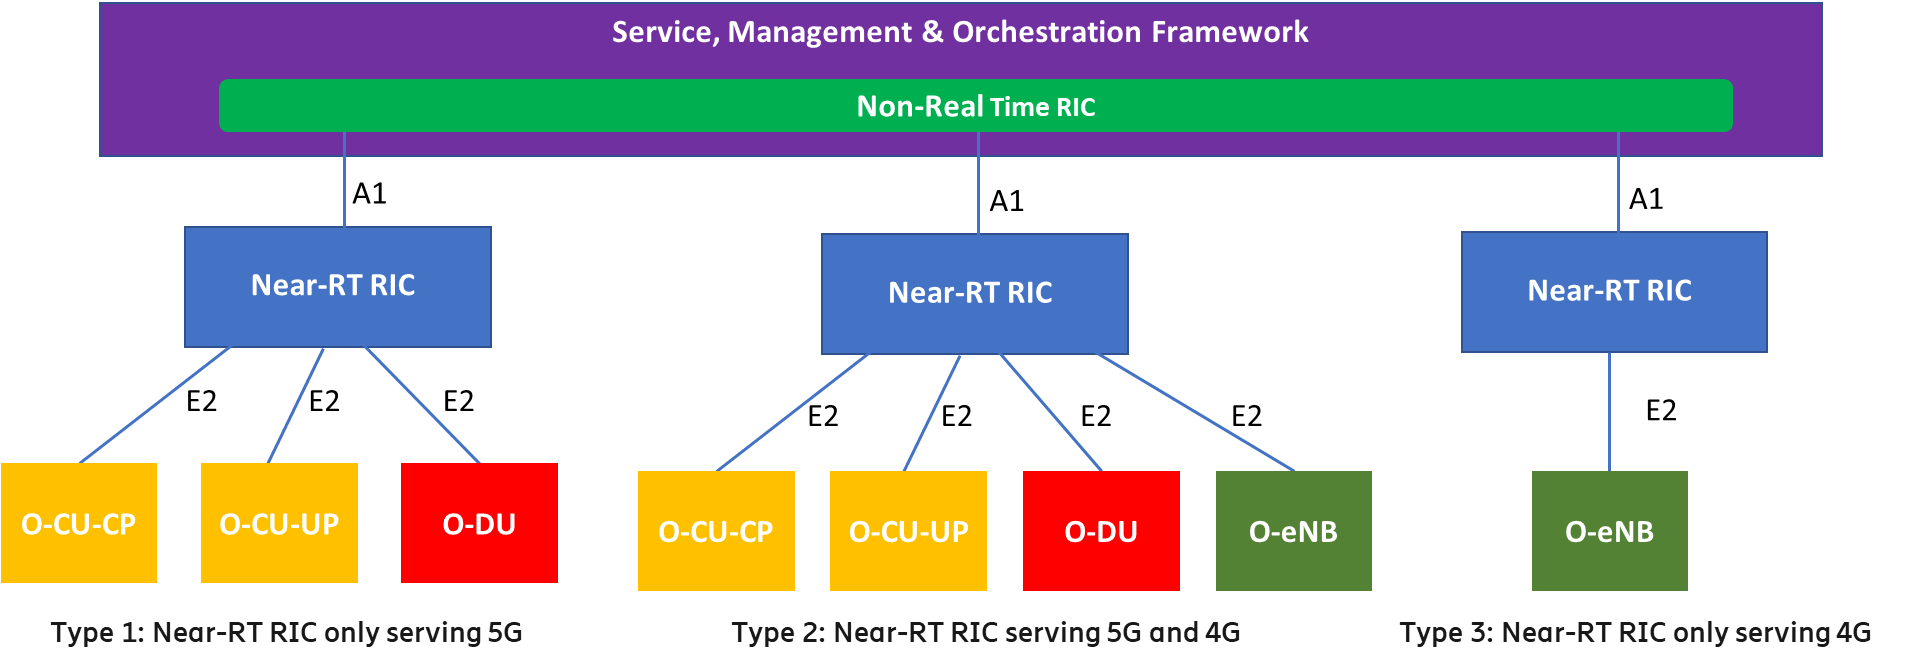 Service, Management & Orchestration Framework
Non-Real Time RIC
A1
A1
A1
Near-RT RIC
Near-RT RIC
Near-RT RIC
E2
E2
E2
E2
E2
E2
E2
E2
O-CU-CP
O-CU-UP
O-DU
O-CU-CP
O-CU-UP
O-DU
O-eNB
O-eNB
Type 1: Near-RT RIC only serving 5G
Type 2: Near-RT RIC serving 5G and 4G
Type 3: Near-RT RIC only serving 4G